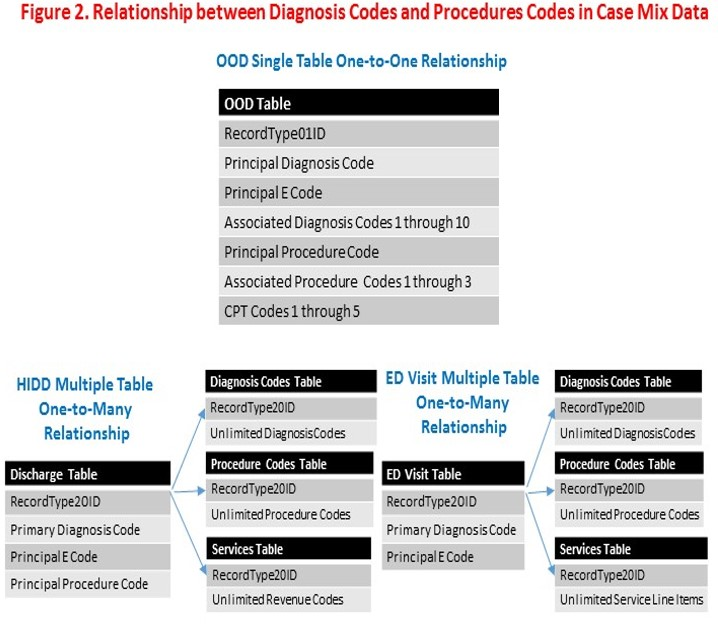 Figure 2. Relationship between Diagnosis Codes and Procedures Codes in Case Mix Data
OOD Single Table One-to-One Relationship
OOD Table
RecordType01ID
Principal Diagnosis Code
Principal E Code
Associated Diagnosis Codes 1 through 10
Principal Procedure Code
Associated Procedure Codes 1 through 3
CPT Codes 1 through 5
HIDD Multiple Table
One-to-Many
Relationship
Discharge Table
RecordType20ID
Primary Diagnosis Code
Principal E Code
Principal Procedure Code
Diagnosis Codes Table
RecordType20ID
Unlimited Diagnosis Codes
Procedure Codes Table
RecordType20ID
Unlimited Procedure Codes
Services Table
RecordType20ID
Unlimited Revenue Codes
ED Visit Multiple Table
One-to-Many
Relationship
ED Visit Table
RecordType20ID
Primary Diagnosis Code
Principal E Code
Diagnosis Codes Table
RecordType20ID
Unlimited Diagnosis Codes
Procedure Codes Table
RecordType20ID
Unlimited Procedure Codes
Services Table
RecordType20ID
Unlimited Service Line Items